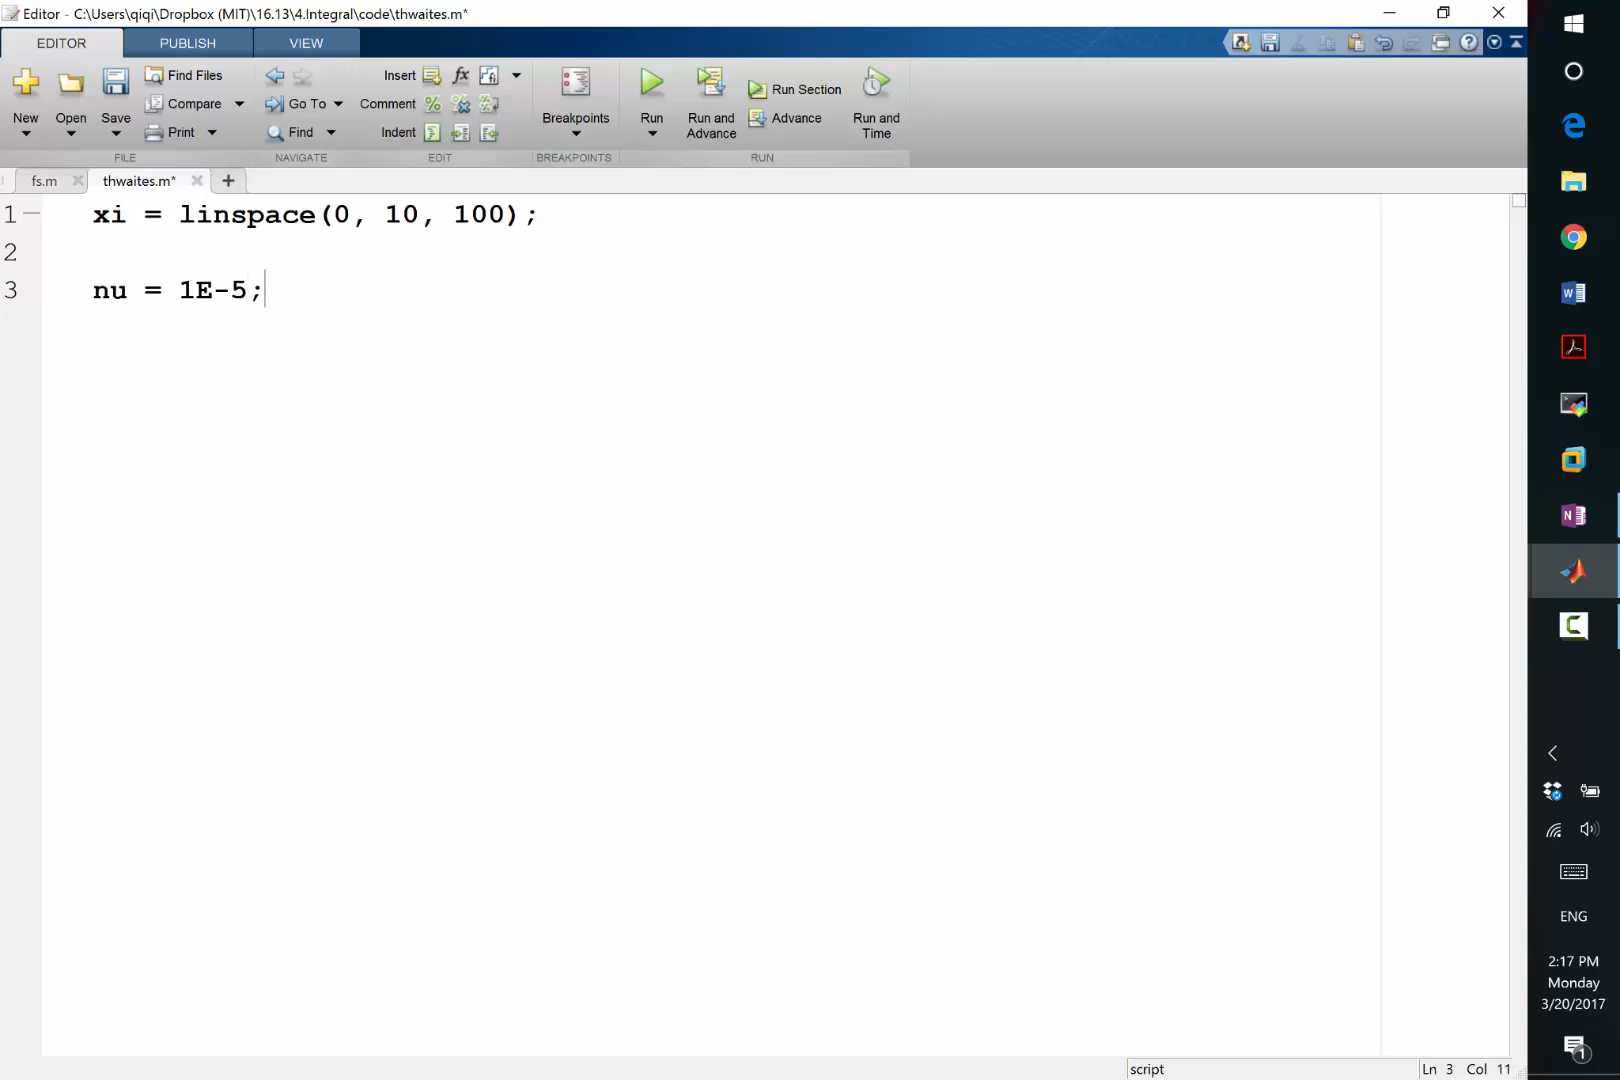 Editor - C:\Users\qiqi\Dropbox (MIT)\16.13\4.Integral\code\thwaites.m*
EDITOR PUBLISH VIEW
New
Open
Save
Find Files
Compare
Print
FILE
Go To
Find
NAVIGATE
Insert
Comment
Indent
EDIT
Breakpoints
BREAKPOINTS
Run
Run and
Advance
Run Section
Advance
Run and
Time
RUN
fs.m thwaites.m*
1 xi = linspace(0, 10, 100);
2
3 nu = 1E-5;
script Ln 3 Col 11
ENG
2:17 PM
Monday
3/20/2017
1